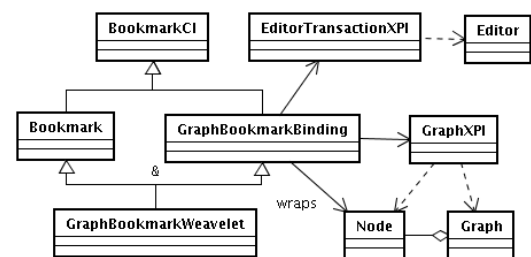 BookmarkCI
EditorTransactionXPI
Editor
Bookmark
GraphBookmarkBinding
GraphXPI
&
wraps
GraphBookmarkWeavelet
Node
Graph